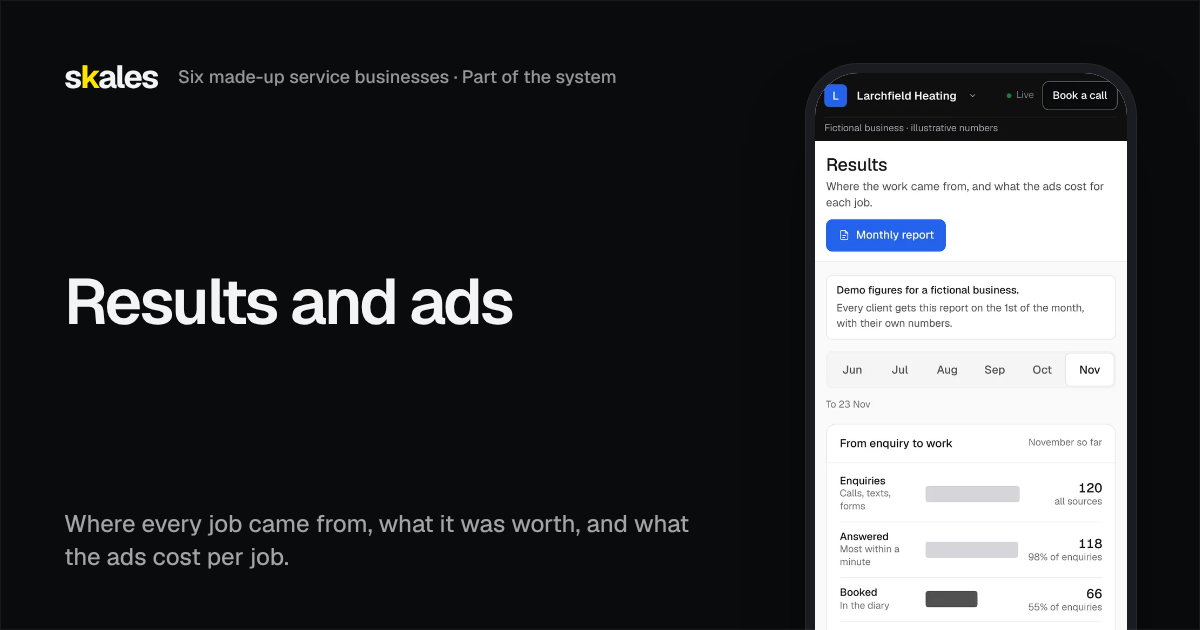 skales
Six made-up service businesses · Part of the system
Results and ads
Where every job came from, what it was worth, and what
the ads cost per job.
L
Larchfield Heating
Live
Book a call
Fictional business · illustrative numbers
Results
Where the work came from, and what the ads cost for
each job.
Monthly report
Demo figures for a fictional business.
Every client gets this report on the 1st of the month,
with their own numbers.
Jun Jul Aug Sep Oct Nov
To 23 Nov
From enquiry to work
November so far
Enquiries
Calls, texts,
forms
120
all sources
Answered
Most within a
minute
118
98% of enquiries
Booked
In the diary
66
55% of enquiries